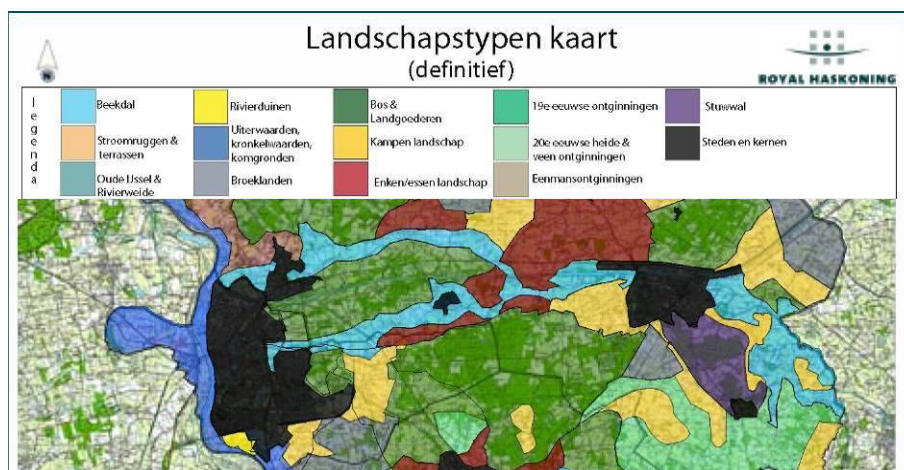 Landschapstypen kaart
(definitief)
N
ROYAL HASKONING
legenda
Beekdal
Stroomruggen &
terrassen
Oude IJssel &
Rivierweide
Rivierduinen
Uiterwaarden,
kronkelwaarden,
komgronden
Broeklanden
Bos &
Landgoederen
Kampen landschap
Enken/essen landschap
19e eeuwse ontginningen
20e eeuwse heide &
veen ontginningen
Eenmansontginningen
Stuwwal
Steden en kernen